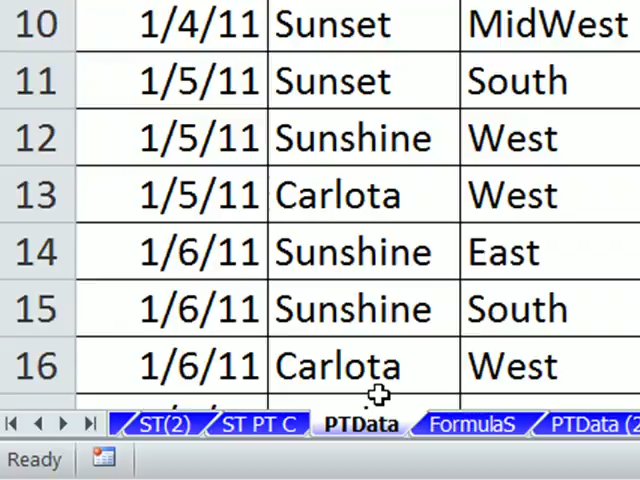 10 1/4/11 Sunset MidWest
11 1/5/11 Sunset South
12 1/5/11 Sunshine West
13 1/5/11 Carlota West
14 1/6/11 Sunshine East
15 1/6/11 Sunshine South
16 1/6/11 Carlota West
ST(2) ST PT C PTData FormulaS PTData (2
Ready